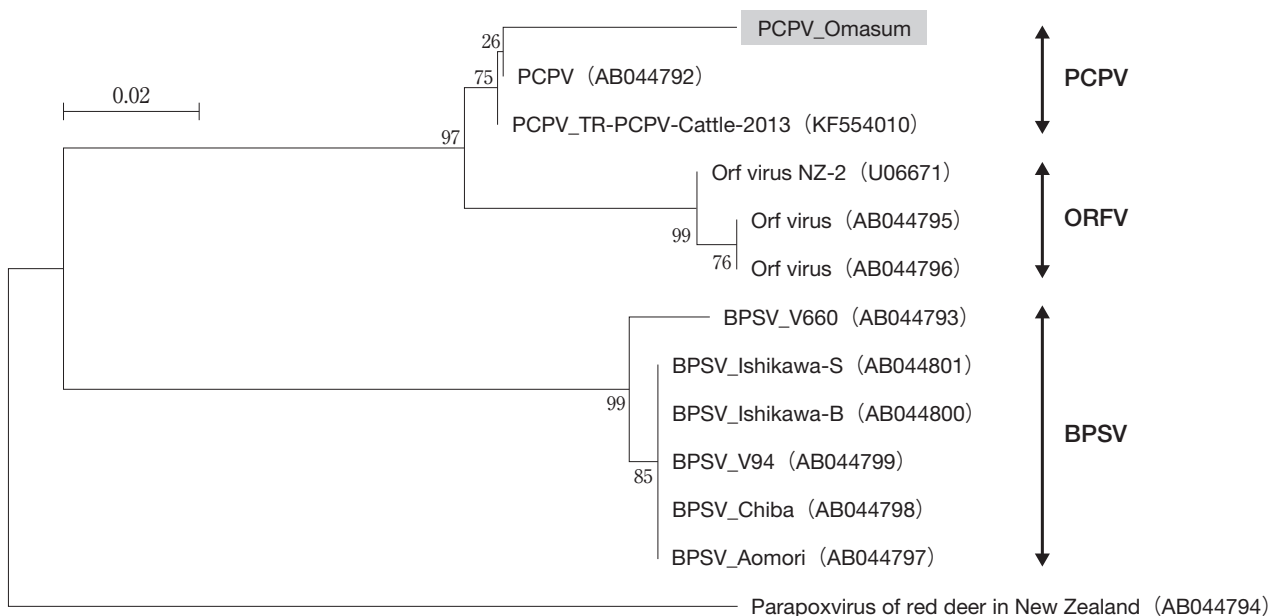 PCPV_Omasum
26
PCPV（AB044792）
75
PCPV
0.02
PCPV_TR-PCPV-Cattle-2013（KF554010）
97
Orf virus NZ-2（U06671）
Orf virus（AB044795）
ORFV
99
76
Orf virus（AB044796）
BPSV_V660（AB044793）
BPSV_Ishikawa-S（AB044801）
99
BPSV_Ishikawa-B（AB044800）
BPSV
BPSV_V94（AB044799）
85
BPSV_Chiba（AB044798）
BPSV_Aomori（AB044797）
Parapoxvirus of red deer in New Zealand（AB044794）